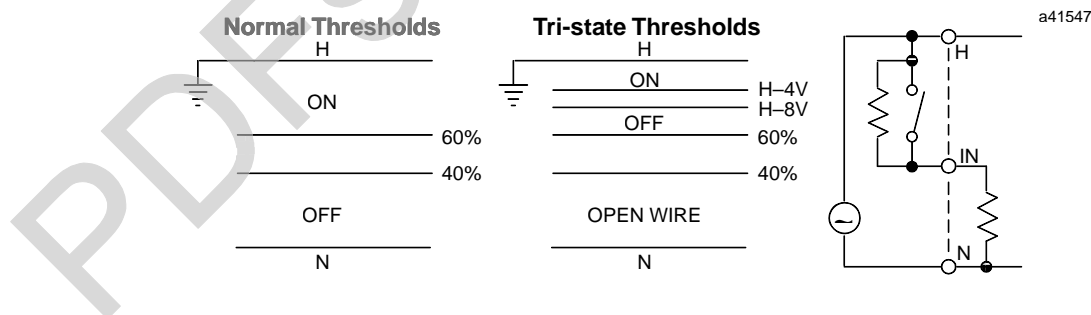 a41547
Normal Thresholds
H
ON
60%
40%
OFF
N
Tri-state Thresholds
H
ON
H–4V
H–8V
OFF
60%
40%
OPEN WIRE
N
H
IN
N
PDFS